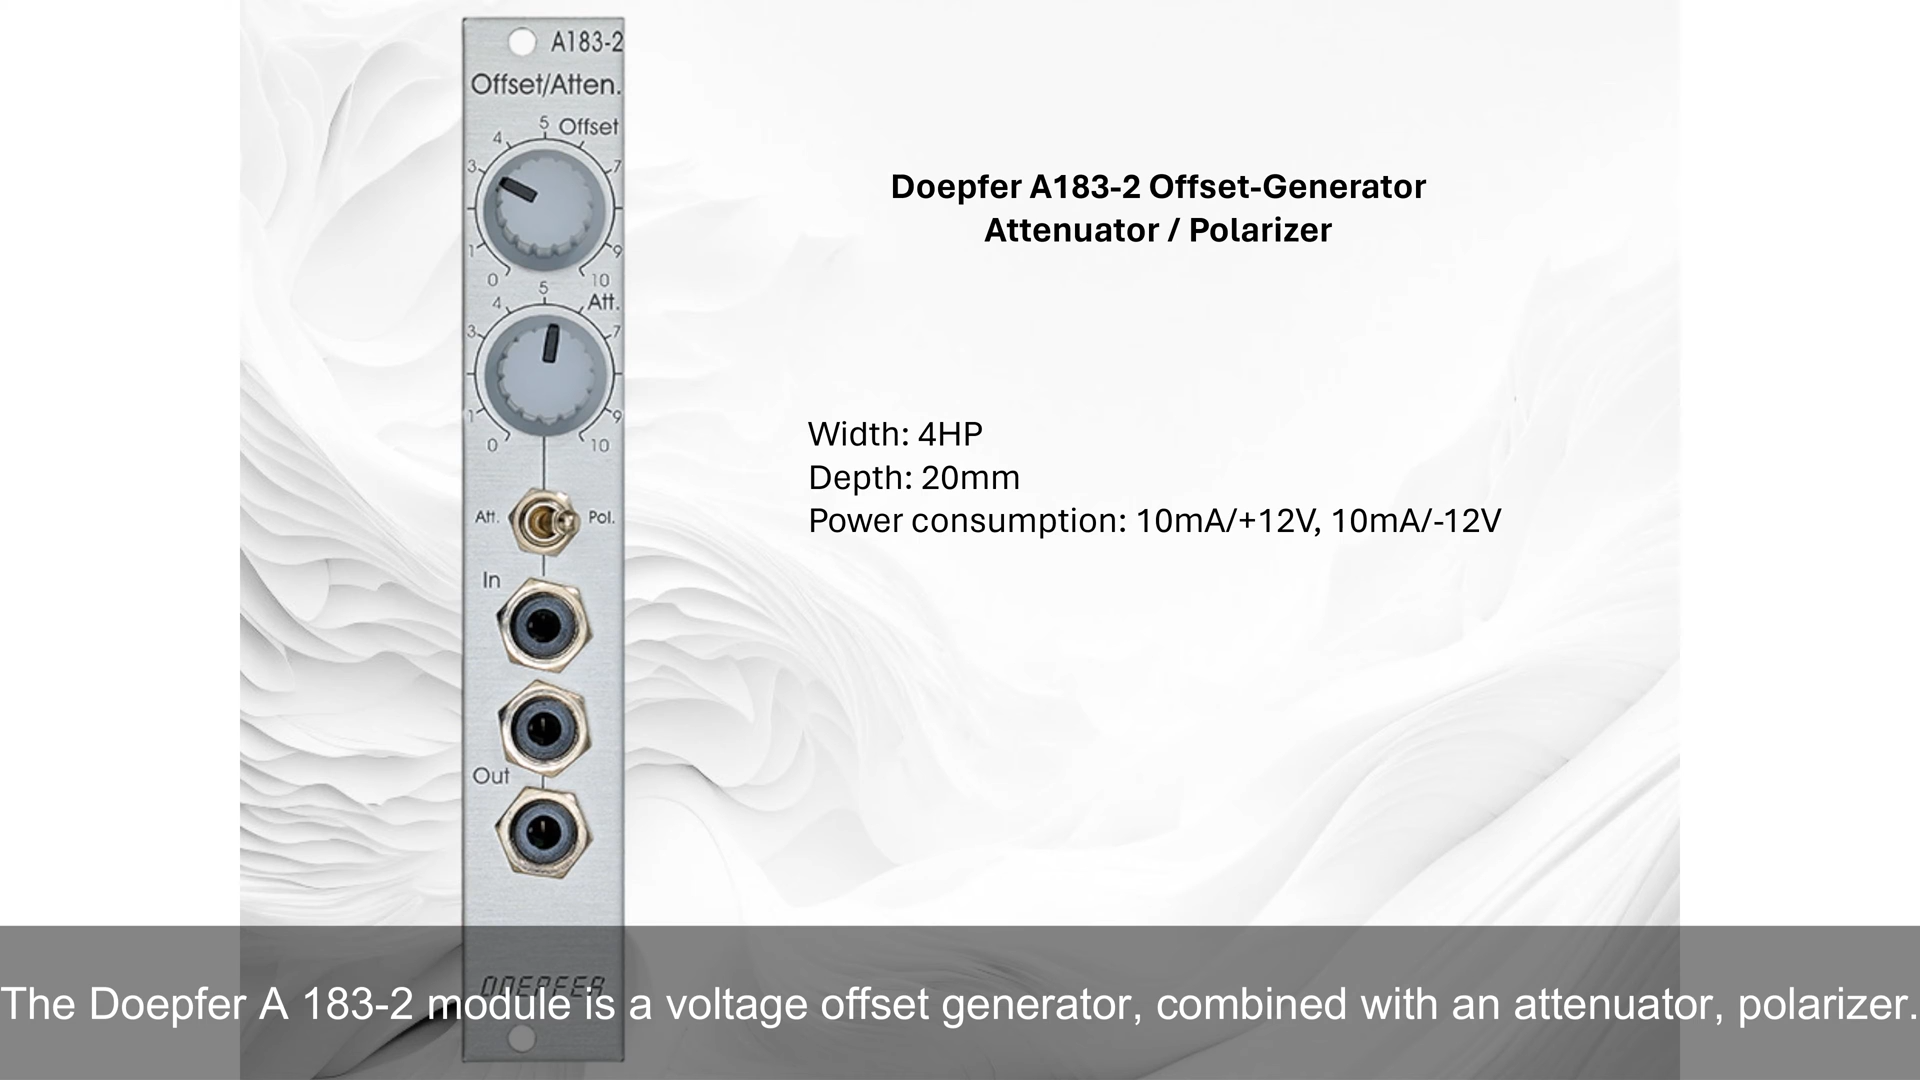 A183-2
Offset/Atten.
5 Offset
4
3 7
1 9
0 10
5
4 Att.
3 7
1 9
0 10
Att. Pol.
In
Out
DOEPFER
Doepfer A183-2 Offset-Generator
Attenuator / Polarizer
Width: 4HP
Depth: 20mm
Power consumption: 10mA/+12V, 10mA/-12V
The Doepfer A 183-2 module is a voltage offset generator, combined with an attenuator, polarizer.